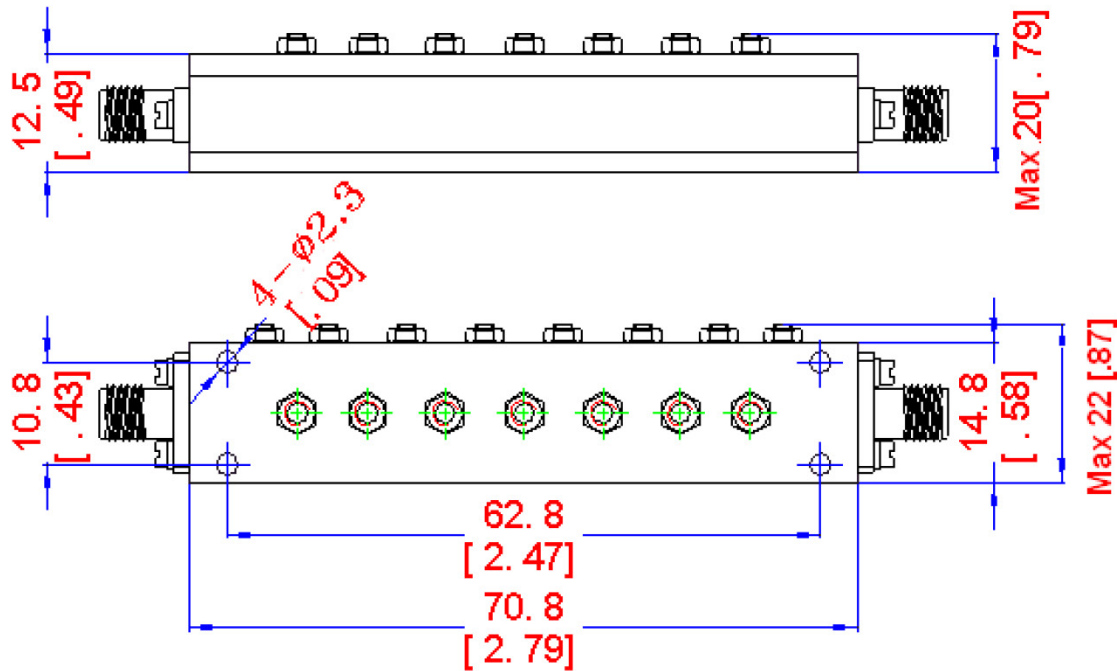 12. 5
[ . 49]
Max 20[ . 79]
4-ø2.3
[.09]
10. 8
[ . 43]
14. 8
[ . 58]
Max 22 [.87]
62. 8
[ 2. 47]
70. 8
[ 2. 79]